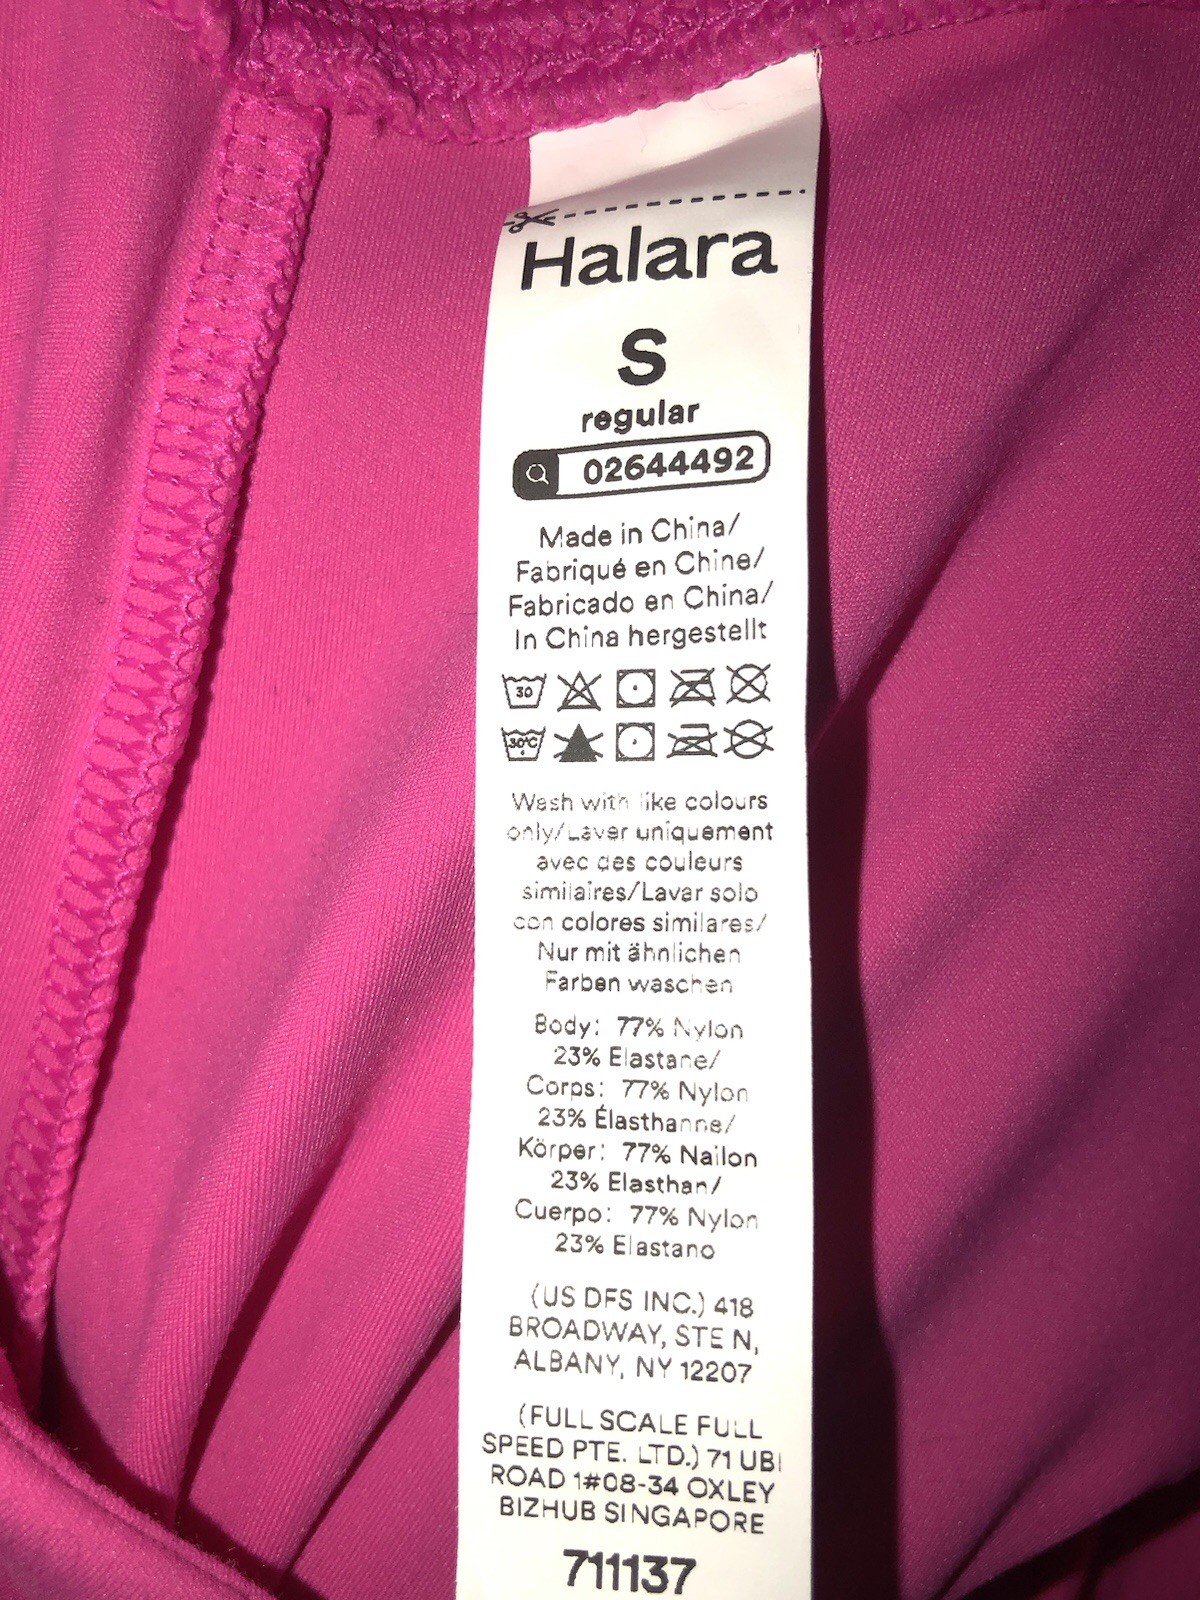 Halara
S
regular
02644492
Made in China/
Fabriqué en Chine/
Fabricado en China/
In China hergestellt
30
30°C
Wash with like colours
only/Laver uniquement
avec des couleurs
similaires/Lavar solo
con colores similares/
Nur mit ähnlichen
Farben waschen
Body: 77% Nylon
23% Elastane/
Corps: 77% Nylon
23% Élasthanne/
Körper: 77% Nailon
23% Elasthan/
Cuerpo: 77% Nylon
23% Elastano
(US DFS INC.) 418
BROADWAY, STE N,
ALBANY, NY 12207
(FULL SCALE FULL
SPEED PTE. LTD.) 71 UBI
ROAD 1#08-34 OXLEY
BIZHUB SINGAPORE
711137